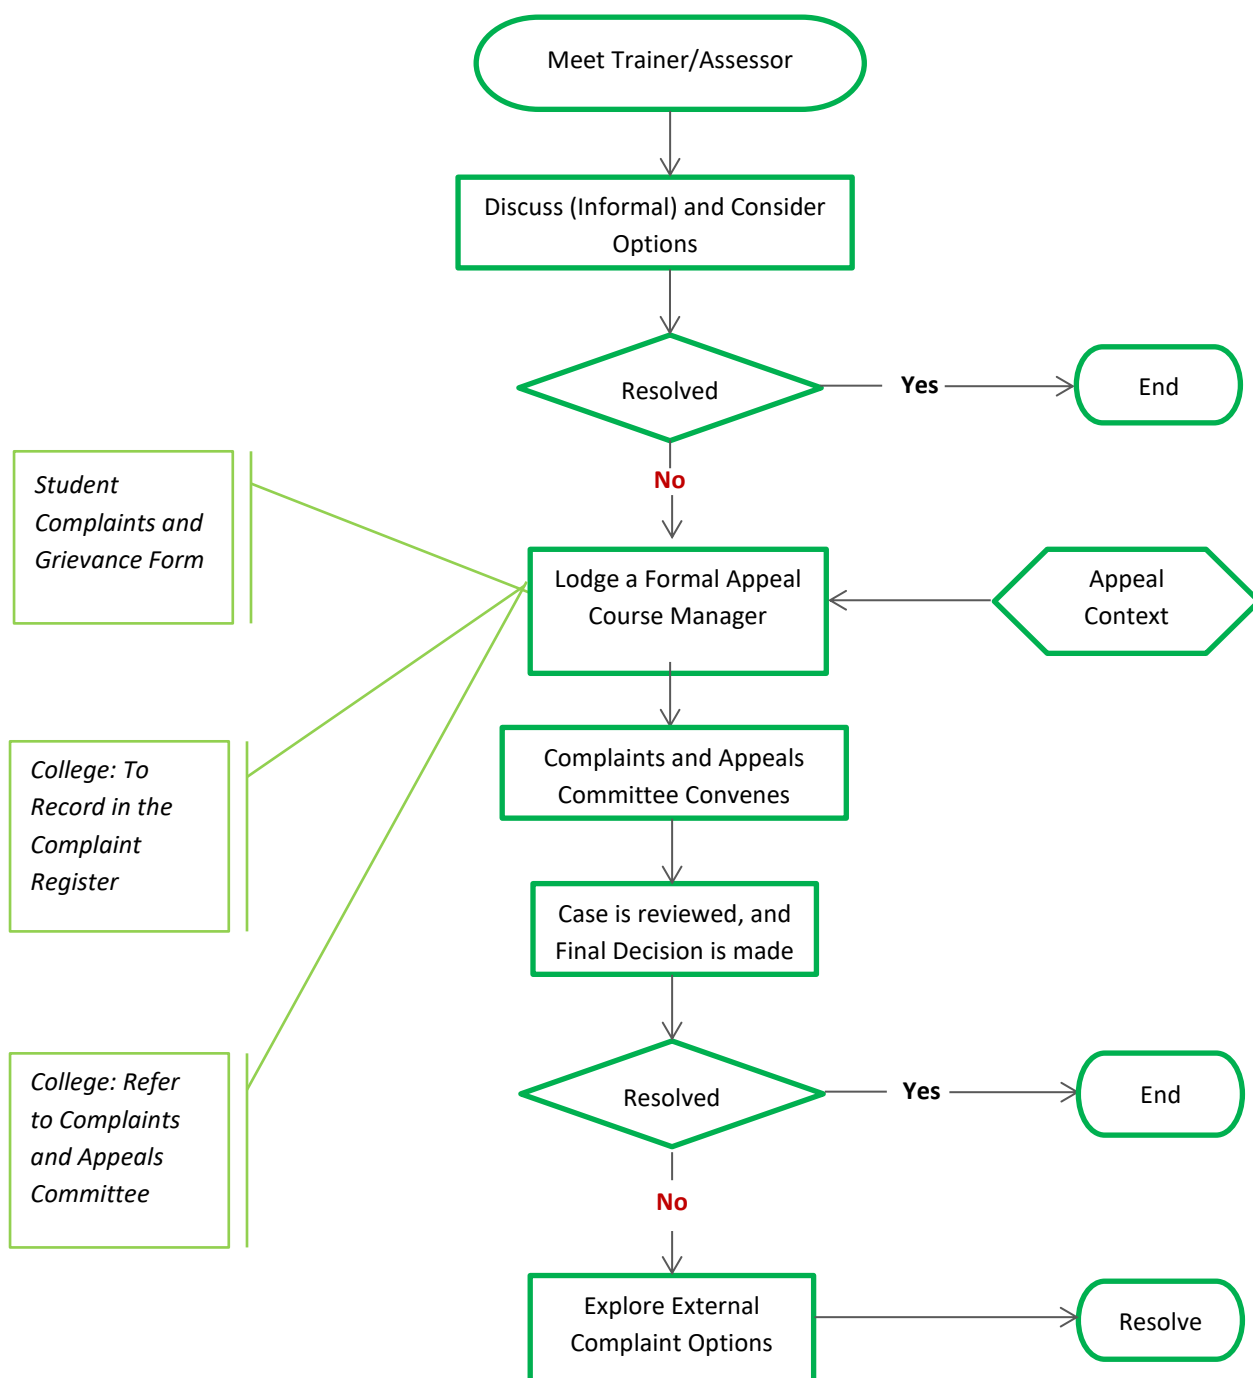 Meet Trainer/Assessor
Discuss (Informal) and Consider
Options
Resolved
Yes
End
No
Student
Complaints and
Grievance Form
Lodge a Formal Appeal
Course Manager
Appeal
Context
College: To
Record in the
Complaint
Register
Complaints and Appeals
Committee Convenes
Case is reviewed, and
Final Decision is made
College: Refer
to Complaints
and Appeals
Committee
Resolved
Yes
End
No
Explore External
Complaint Options
Resolve